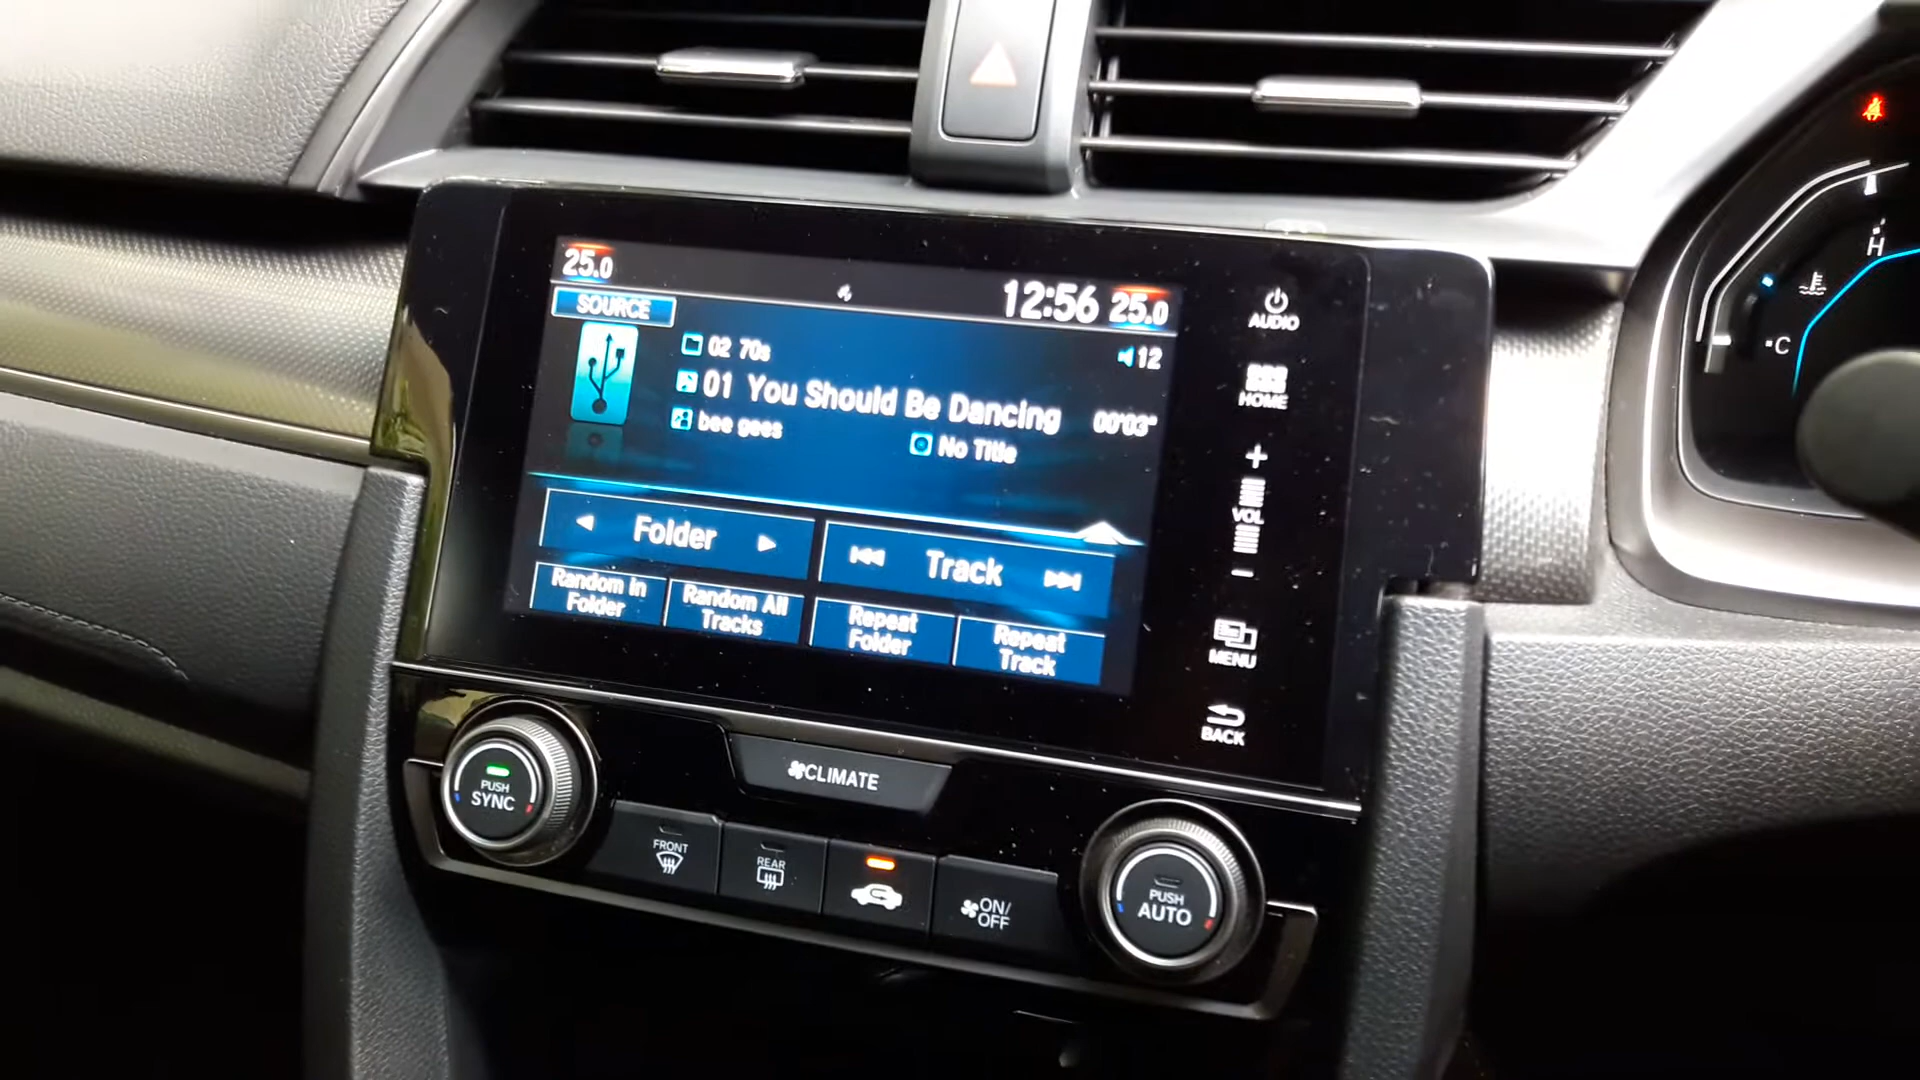 25.0
12:56 25.0
SOURCE
02 70s
12
01 You Should Be Dancing
00'03"
bee gees
No Title
Folder
Track
Random In
Folder
Random All
Tracks
Repeat
Folder
Repeat
Track
AUDIO
HOME
+
VOL
−
MENU
BACK
CLIMATE
PUSH
SYNC
FRONT
REAR
ON/
OFF
PUSH
AUTO
H
°C